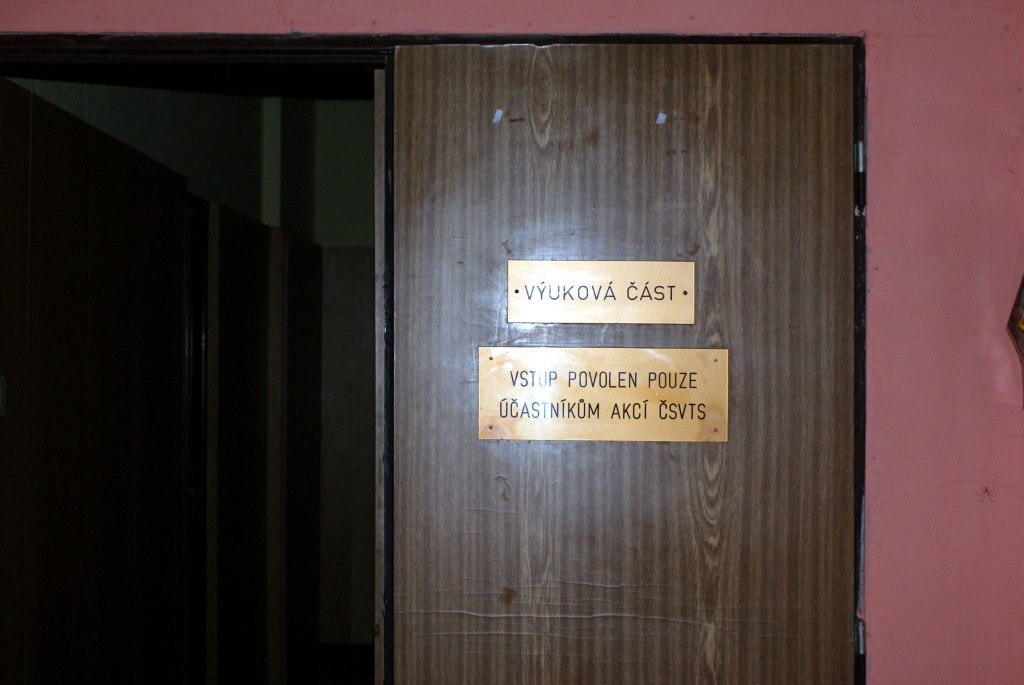 VÝUKOVÁ ČÁST
VSTUP POVOLEN POUZE
ÚČASTNÍKŮM AKCÍ ČSVTS